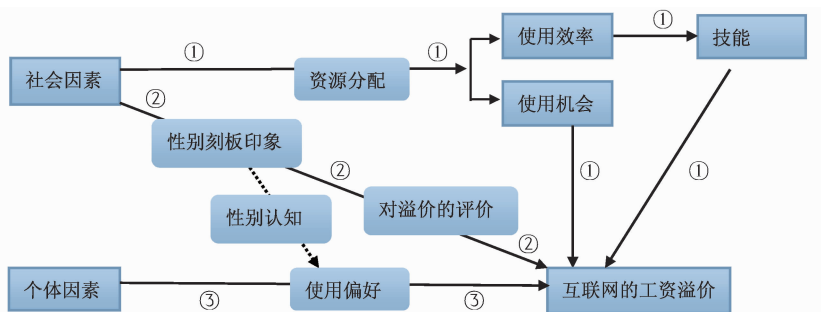 ①
①
①
使用效率
技能
社会因素
资源分配
②
使用机会
性别刻板印象
②
①
①
性别认知
对溢价的评价
②
个体因素
③
使用偏好
③
互联网的工资溢价